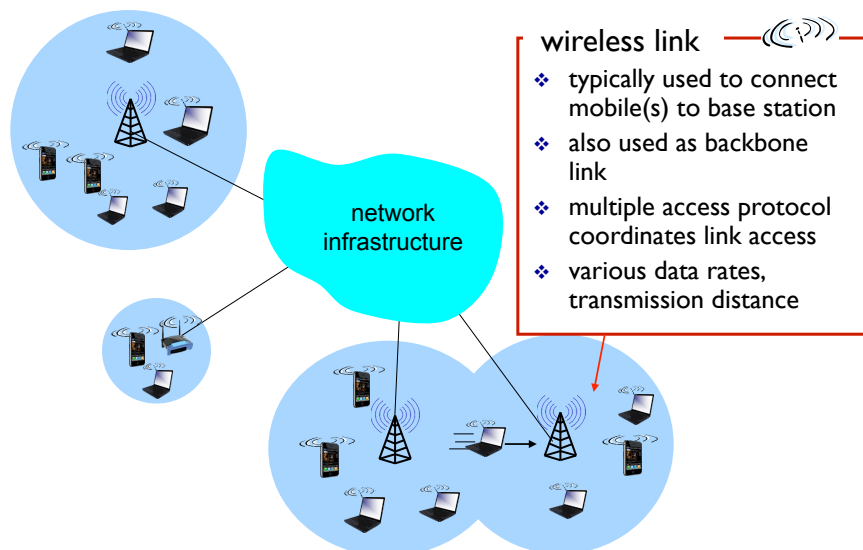 wireless link
❖ typically used to connect
mobile(s) to base station
❖ also used as backbone
link
❖ multiple access protocol
coordinates link access
❖ various data rates,
transmission distance
network
infrastructure